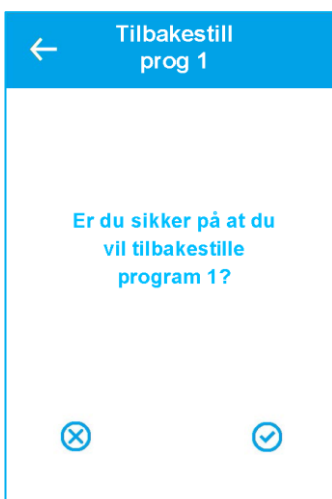 Tilbakestill
prog 1
Er du sikker på at du
vil tilbakestille
program 1?